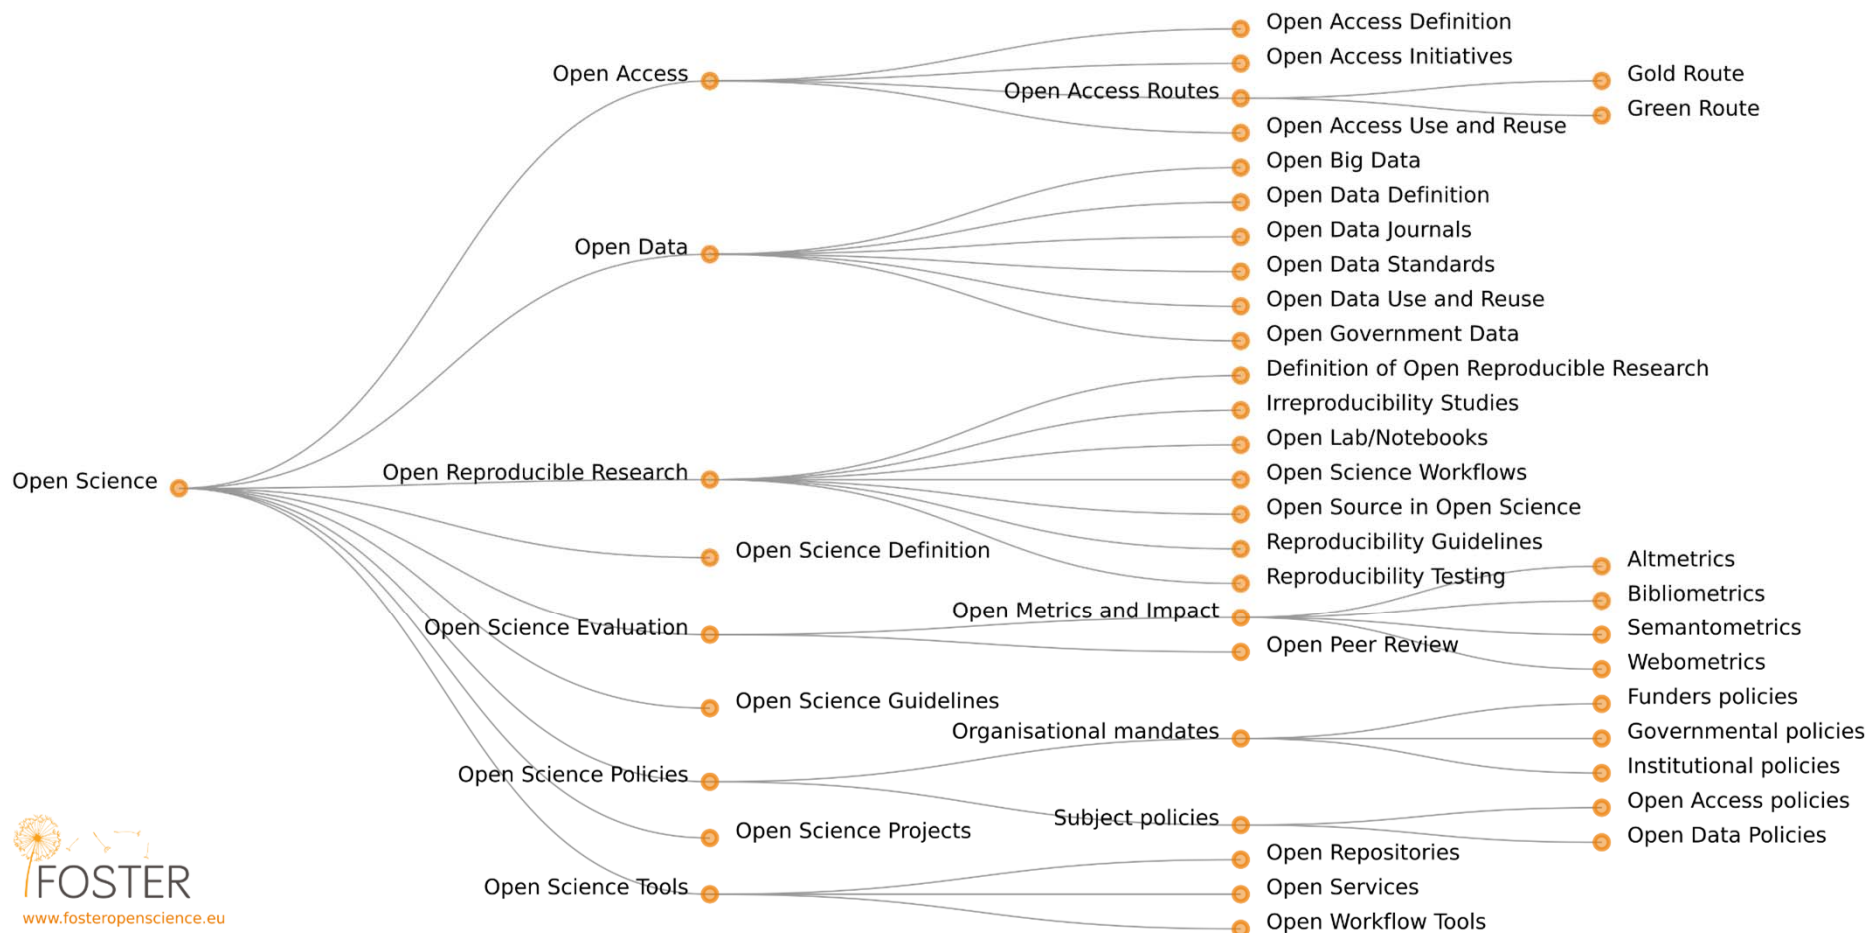 Open Science
Open Access
Open Access Definition
Open Access Initiatives
Open Access Routes
Gold Route
Green Route
Open Access Use and Reuse
Open Data
Open Big Data
Open Data Definition
Open Data Journals
Open Data Standards
Open Data Use and Reuse
Open Government Data
Open Reproducible Research
Definition of Open Reproducible Research
Irreproducibility Studies
Open Lab/Notebooks
Open Science Workflows
Open Source in Open Science
Reproducibility Guidelines
Reproducibility Testing
Open Science Definition
Open Science Evaluation
Open Metrics and Impact
Altmetrics
Bibliometrics
Semantometrics
Webometrics
Open Peer Review
Open Science Guidelines
Open Science Policies
Organisational mandates
Funders policies
Governmental policies
Institutional policies
Subject policies
Open Access policies
Open Data Policies
Open Science Projects
Open Science Tools
Open Repositories
Open Services
Open Workflow Tools
FOSTER
www.fosteropenscience.eu